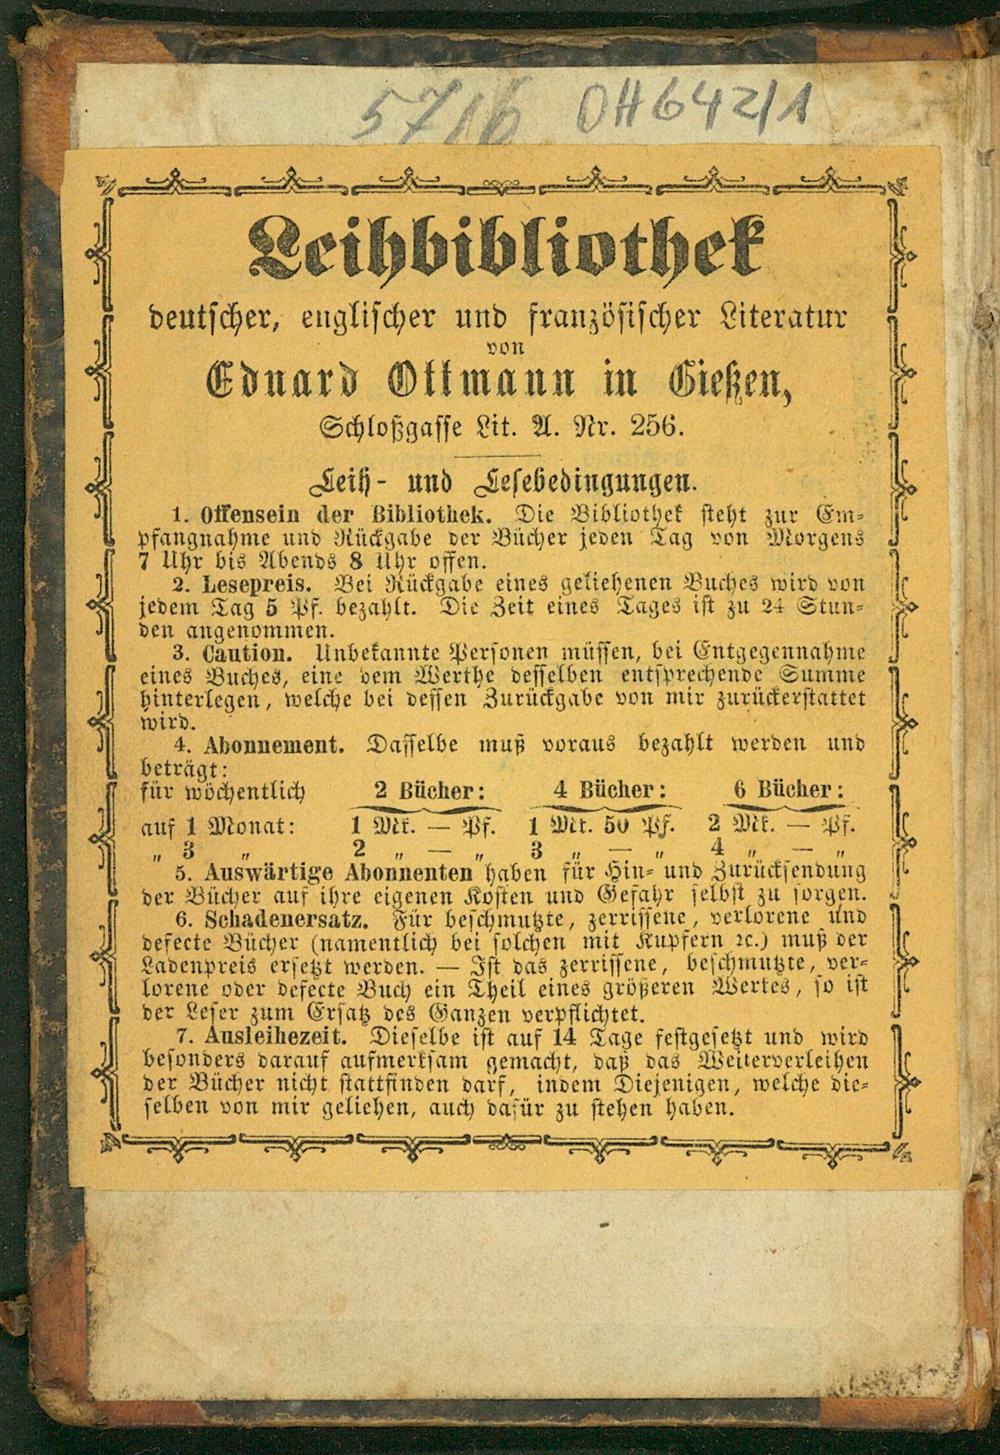 5716 OH642/1
Leihbibliothek
deutscher, englischer und französischer Literatur
von
Eduard Ottmann in Gießen,
Schloßgasse Lit. A. Nr. 256.
Leih- und Lesebedingungen.
1. Offensein der Bibliothek. Die Bibliothek steht zur Em-
pfangnahme und Rückgabe der Bücher jeden Tag von Morgens
7 Uhr bis Abends 8 Uhr offen.
2. Lesepreis. Bei Rückgabe eines geliehenen Buches wird von
jedem Tag 5 Pf. bezahlt. Die Zeit eines Tages ist zu 24 Stun-
den angenommen.
3. Caution. Unbekannte Personen müssen, bei Entgegennahme
eines Buches, eine dem Werthe desselben entsprechende Summe
hinterlegen, welche bei dessen Zurückgabe von mir zurückerstattet
wird.
4. Abonnement. Dasselbe muß voraus bezahlt werden und
beträgt:
für wöchentlich 2 Bücher: 4 Bücher: 6 Bücher:
auf 1 Monat: 1 Mk. — Pf. 1 Mk. 50 Pf. 2 Mk. — Pf.
„ 3 „ 2 „ — „ 3 „ — „ 4 „ — „
5. Auswärtige Abonnenten haben für Hin- und Zurücksendung
der Bücher auf ihre eigenen Kosten und Gefahr selbst zu sorgen.
6. Schadenersatz. Für beschmutzte, zerrissene, verlorene und
defecte Bücher (namentlich bei solchen mit Kupfern ꝛc.) muß der
Ladenpreis ersetzt werden. — Ist das zerrissene, beschmutzte, ver-
lorene oder defecte Buch ein Theil eines größeren Wertes, so ist
der Leser zum Ersatz des Ganzen verpflichtet.
7. Ausleihezeit. Dieselbe ist auf 14 Tage festgesetzt und wird
besonders darauf aufmerksam gemacht, daß das Weiterverleihen
der Bücher nicht stattfinden darf, indem Diejenigen, welche die-
selben von mir geliehen, auch dafür zu stehen haben.